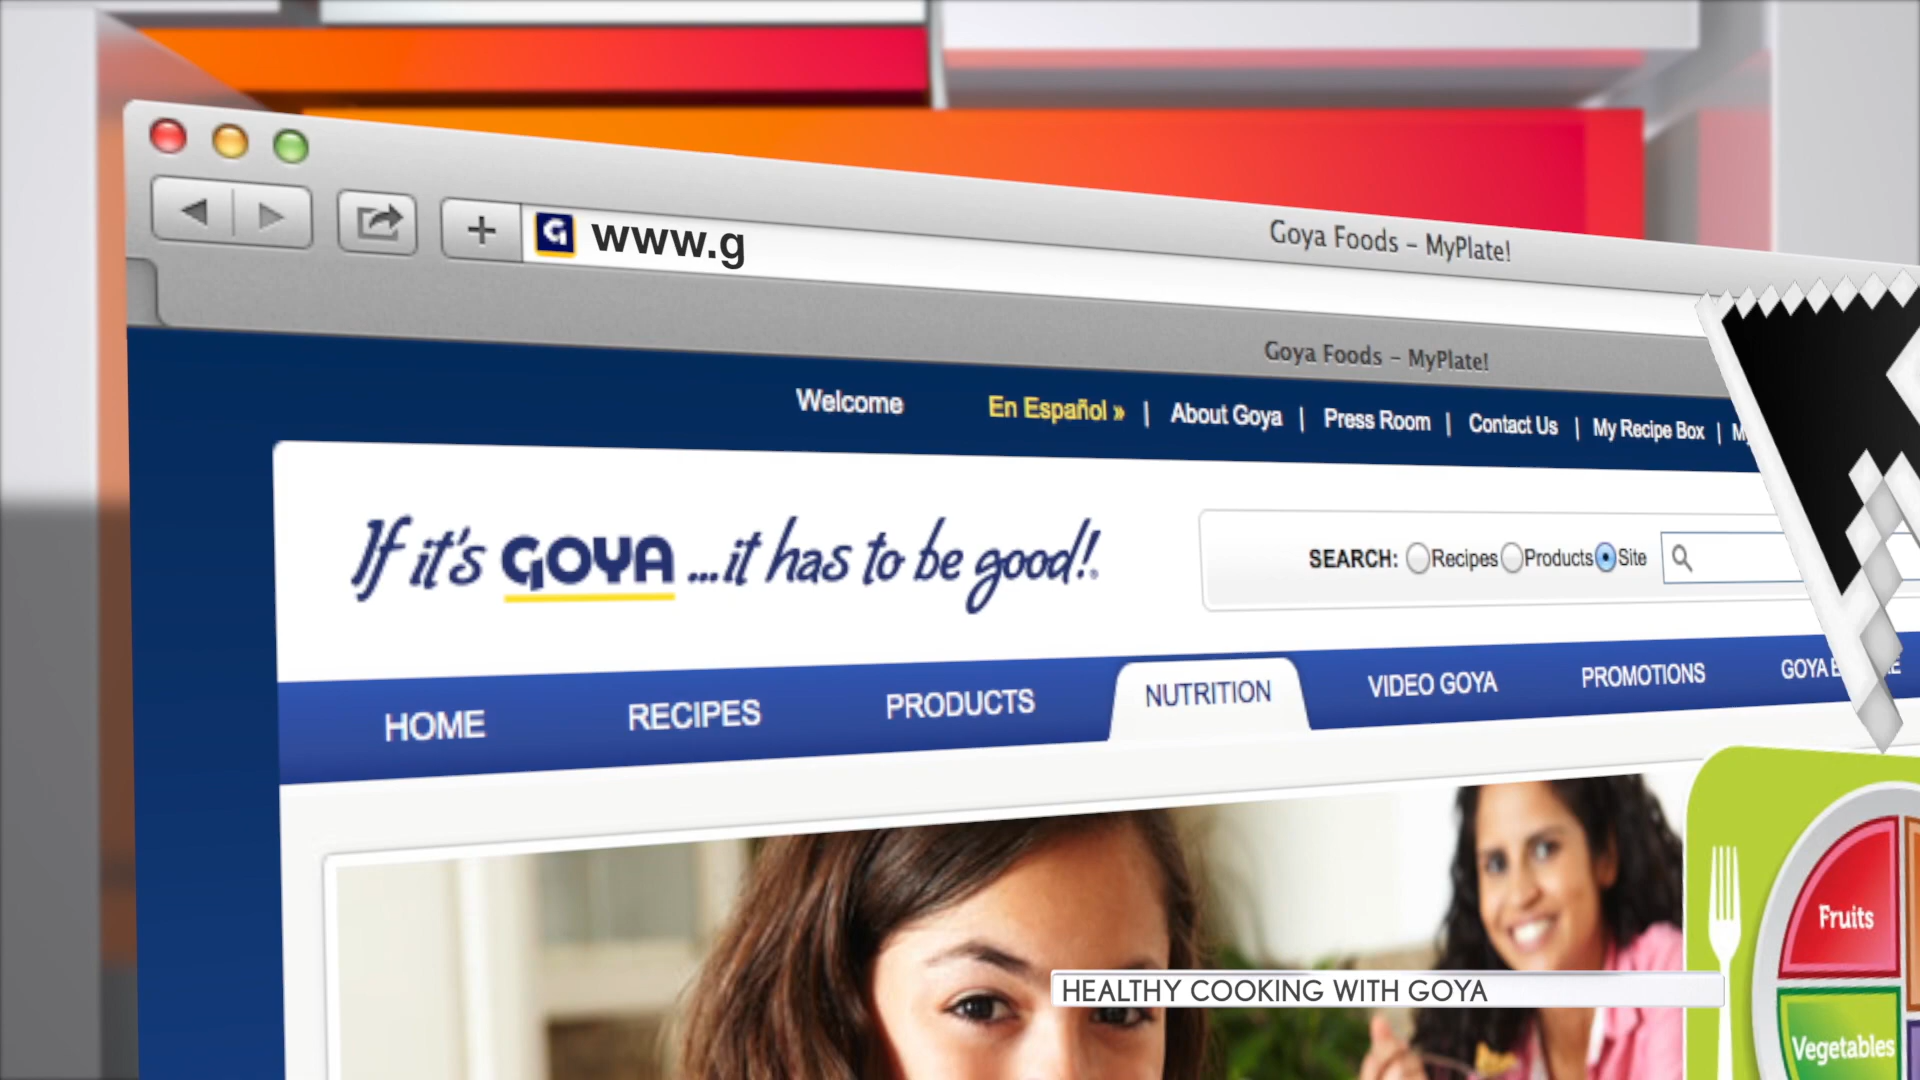 Goya Foods – MyPlate!
www.g
Goya Foods – MyPlate!
Welcome En Español » | About Goya | Press Room | Contact Us | My Recipe Box |
If it's GOYA ...it has to be good!®
SEARCH: Recipes Products Site
HOME RECIPES PRODUCTS NUTRITION VIDEO GOYA PROMOTIONS GOYA
Fruits
HEALTHY COOKING WITH GOYA
Vegetables